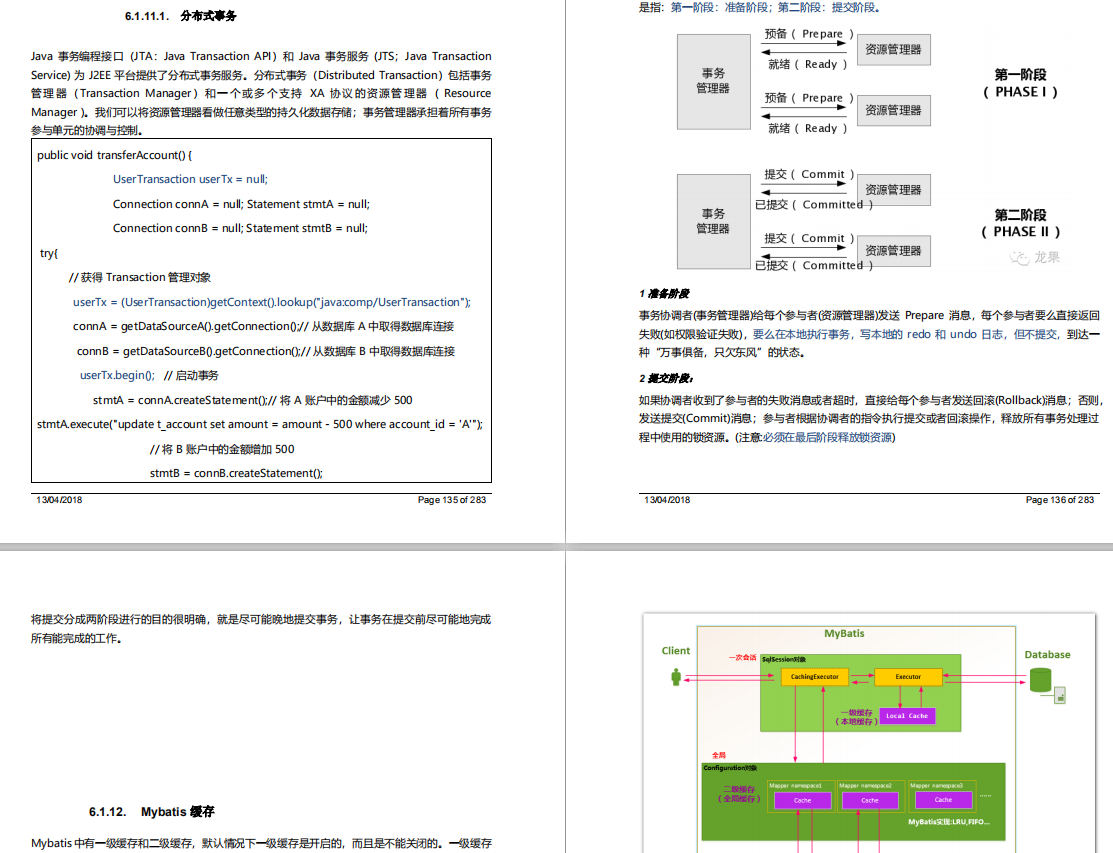 6.1.11.1. 分布式事务
Java 事务编程接口（JTA：Java Transaction API）和 Java 事务服务 (JTS；Java Transaction
Service) 为 J2EE 平台提供了分布式事务服务。分布式事务（Distributed Transaction）包括事务
管理器（Transaction Manager）和一个或多个支持 XA 协议的资源管理器 ( Resource
Manager )。我们可以将资源管理器看做任意类型的持久化数据存储；事务管理器承担着所有事务
参与单元的协调与控制。
public void transferAccount() {
UserTransaction userTx = null;
Connection connA = null; Statement stmtA = null;
Connection connB = null; Statement stmtB = null;
try{
// 获得 Transaction 管理对象
userTx = (UserTransaction)getContext().lookup("java:comp/UserTransaction");
connA = getDataSourceA().getConnection();// 从数据库 A 中取得数据库连接
connB = getDataSourceB().getConnection();// 从数据库 B 中取得数据库连接
userTx.begin(); // 启动事务
stmtA = connA.createStatement();// 将 A 账户中的金额减少 500
stmtA.execute("update t_account set amount = amount - 500 where account_id = 'A'");
// 将 B 账户中的金额增加 500
stmtB = connB.createStatement();
13/04/2018 Page 135 of 283
是指：第一阶段：准备阶段；第二阶段：提交阶段。
事务
管理器
预备（ Prepare ）
就绪（ Ready ）
资源管理器
预备（ Prepare ）
就绪（ Ready ）
资源管理器
第一阶段
（ PHASE I ）
事务
管理器
提交（ Commit ）
已提交（ Committed ）
资源管理器
提交（ Commit ）
已提交（ Committed ）
资源管理器
第二阶段
（ PHASE II ）
龙果
1 准备阶段
事务协调者(事务管理器)给每个参与者(资源管理器)发送 Prepare 消息，每个参与者要么直接返回
失败(如权限验证失败)，要么在本地执行事务，写本地的 redo 和 undo 日志，但不提交，到达一
种“万事俱备，只欠东风”的状态。
2 提交阶段：
如果协调者收到了参与者的失败消息或者超时，直接给每个参与者发送回滚(Rollback)消息；否则，
发送提交(Commit)消息；参与者根据协调者的指令执行提交或者回滚操作，释放所有事务处理过
程中使用的锁资源。(注意:必须在最后阶段释放锁资源)
13/04/2018 Page 136 of 283
将提交分成两阶段进行的目的很明确，就是尽可能晚地提交事务，让事务在提交前尽可能地完成
所有能完成的工作。
6.1.12. Mybatis 缓存
Mybatis 中有一级缓存和二级缓存，默认情况下一级缓存是开启的，而且是不能关闭的。一级缓存
MyBatis
Client
一次会话
SqlSession对象
CachingExecutor
Executor
Database
一级缓存
（本地缓存）
Local Cache
全局
Configuration对象
二级缓存
（全局缓存）
Mapper namespace1
Cache
Mapper namespace2
Cache
Mapper namespace3
Cache
......
MyBatis实现:LRU,FIFO...